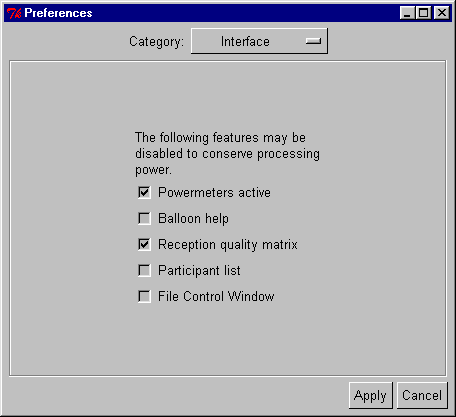 Preferences
Category: Interface
The following features may be
disabled to conserve processing
power.
Powermeters active
Balloon help
Reception quality matrix
Participant list
File Control Window
Apply Cancel